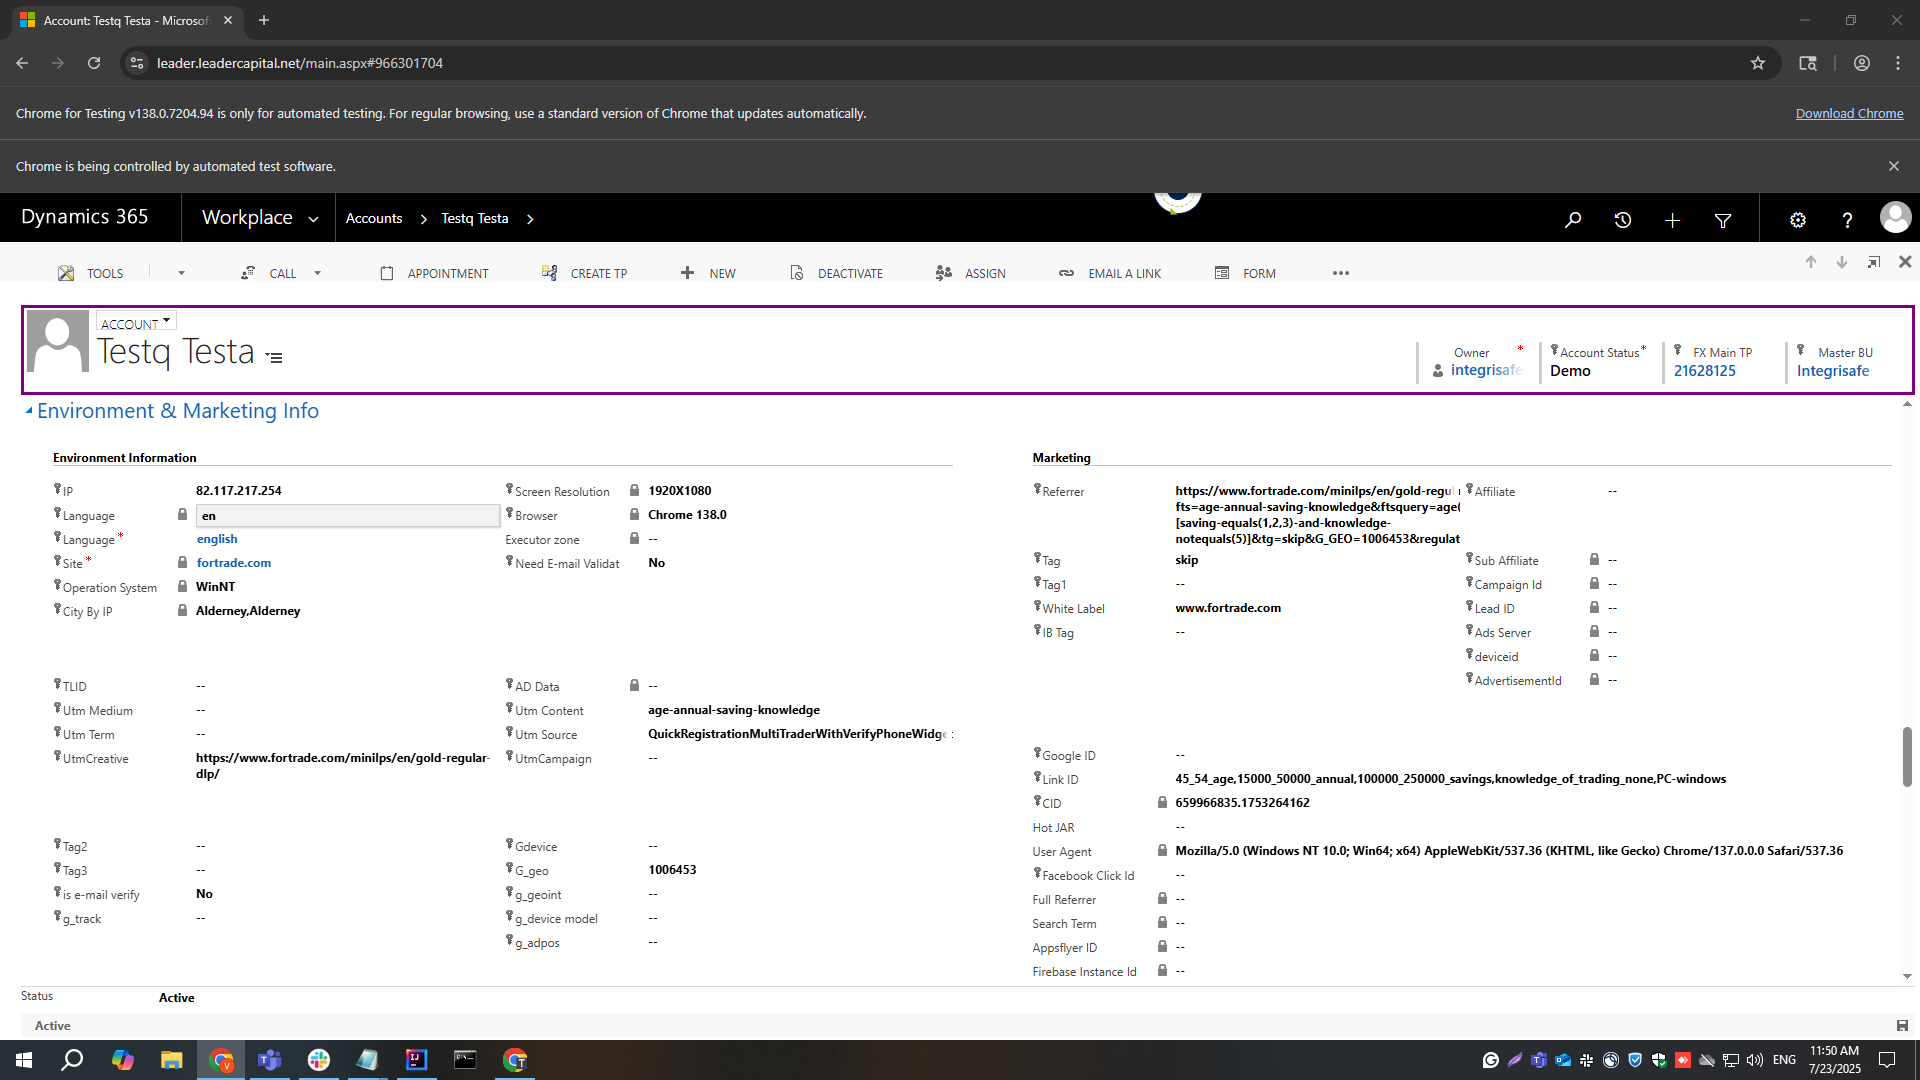 Account: Testq Testa - Microsof
leader.leadercapital.net/main.aspx#966301704
Chrome for Testing v138.0.7204.94 is only for automated testing. For regular browsing, use a standard version of Chrome that updates automatically.
Download Chrome
Chrome is being controlled by automated test software.
Dynamics 365
Workplace
Accounts
Testq Testa
TOOLS
CALL
APPOINTMENT
CREATE TP
NEW
DEACTIVATE
ASSIGN
EMAIL A LINK
FORM
ACCOUNT
Testq Testa
Owner *
integrisafe
Account Status*
Demo
FX Main TP
21628125
Master BU
Integrisafe
Environment & Marketing Info
Environment Information
IP 82.117.217.254
Language en
Language * english
Site * fortrade.com
Operation System WinNT
City By IP Alderney,Alderney
Screen Resolution 1920X1080
Browser Chrome 138.0
Executor zone --
Need E-mail Validat No
TLID --
Utm Medium --
Utm Term --
UtmCreative https://www.fortrade.com/minilps/en/gold-regular-
dlp/
AD Data --
Utm Content age-annual-saving-knowledge
Utm Source QuickRegistrationMultiTraderWithVerifyPhoneWidge
UtmCampaign --
Tag2 --
Tag3 --
is e-mail verify No
g_track --
Gdevice --
G_geo 1006453
g_geoint --
g_device model --
g_adpos --
Marketing
Referrer https://www.fortrade.com/minilps/en/gold-regul
fts=age-annual-saving-knowledge&ftsquery=age(
[saving-equals(1,2,3)-and-knowledge-
notequals(5)]&tg=skip&G_GEO=1006453&regulat
Tag skip
Tag1 --
White Label www.fortrade.com
IB Tag --
Affiliate --
Sub Affiliate --
Campaign Id --
Lead ID --
Ads Server --
deviceid --
AdvertisementId --
Google ID --
Link ID 45_54_age,15000_50000_annual,100000_250000_savings,knowledge_of_trading_none,PC-windows
CID 659966835.1753264162
Hot JAR --
User Agent Mozilla/5.0 (Windows NT 10.0; Win64; x64) AppleWebKit/537.36 (KHTML, like Gecko) Chrome/137.0.0.0 Safari/537.36
Facebook Click Id --
Full Referrer --
Search Term --
Appsflyer ID --
Firebase Instance Id --
Status Active
Active
ENG
11:50 AM
7/23/2025